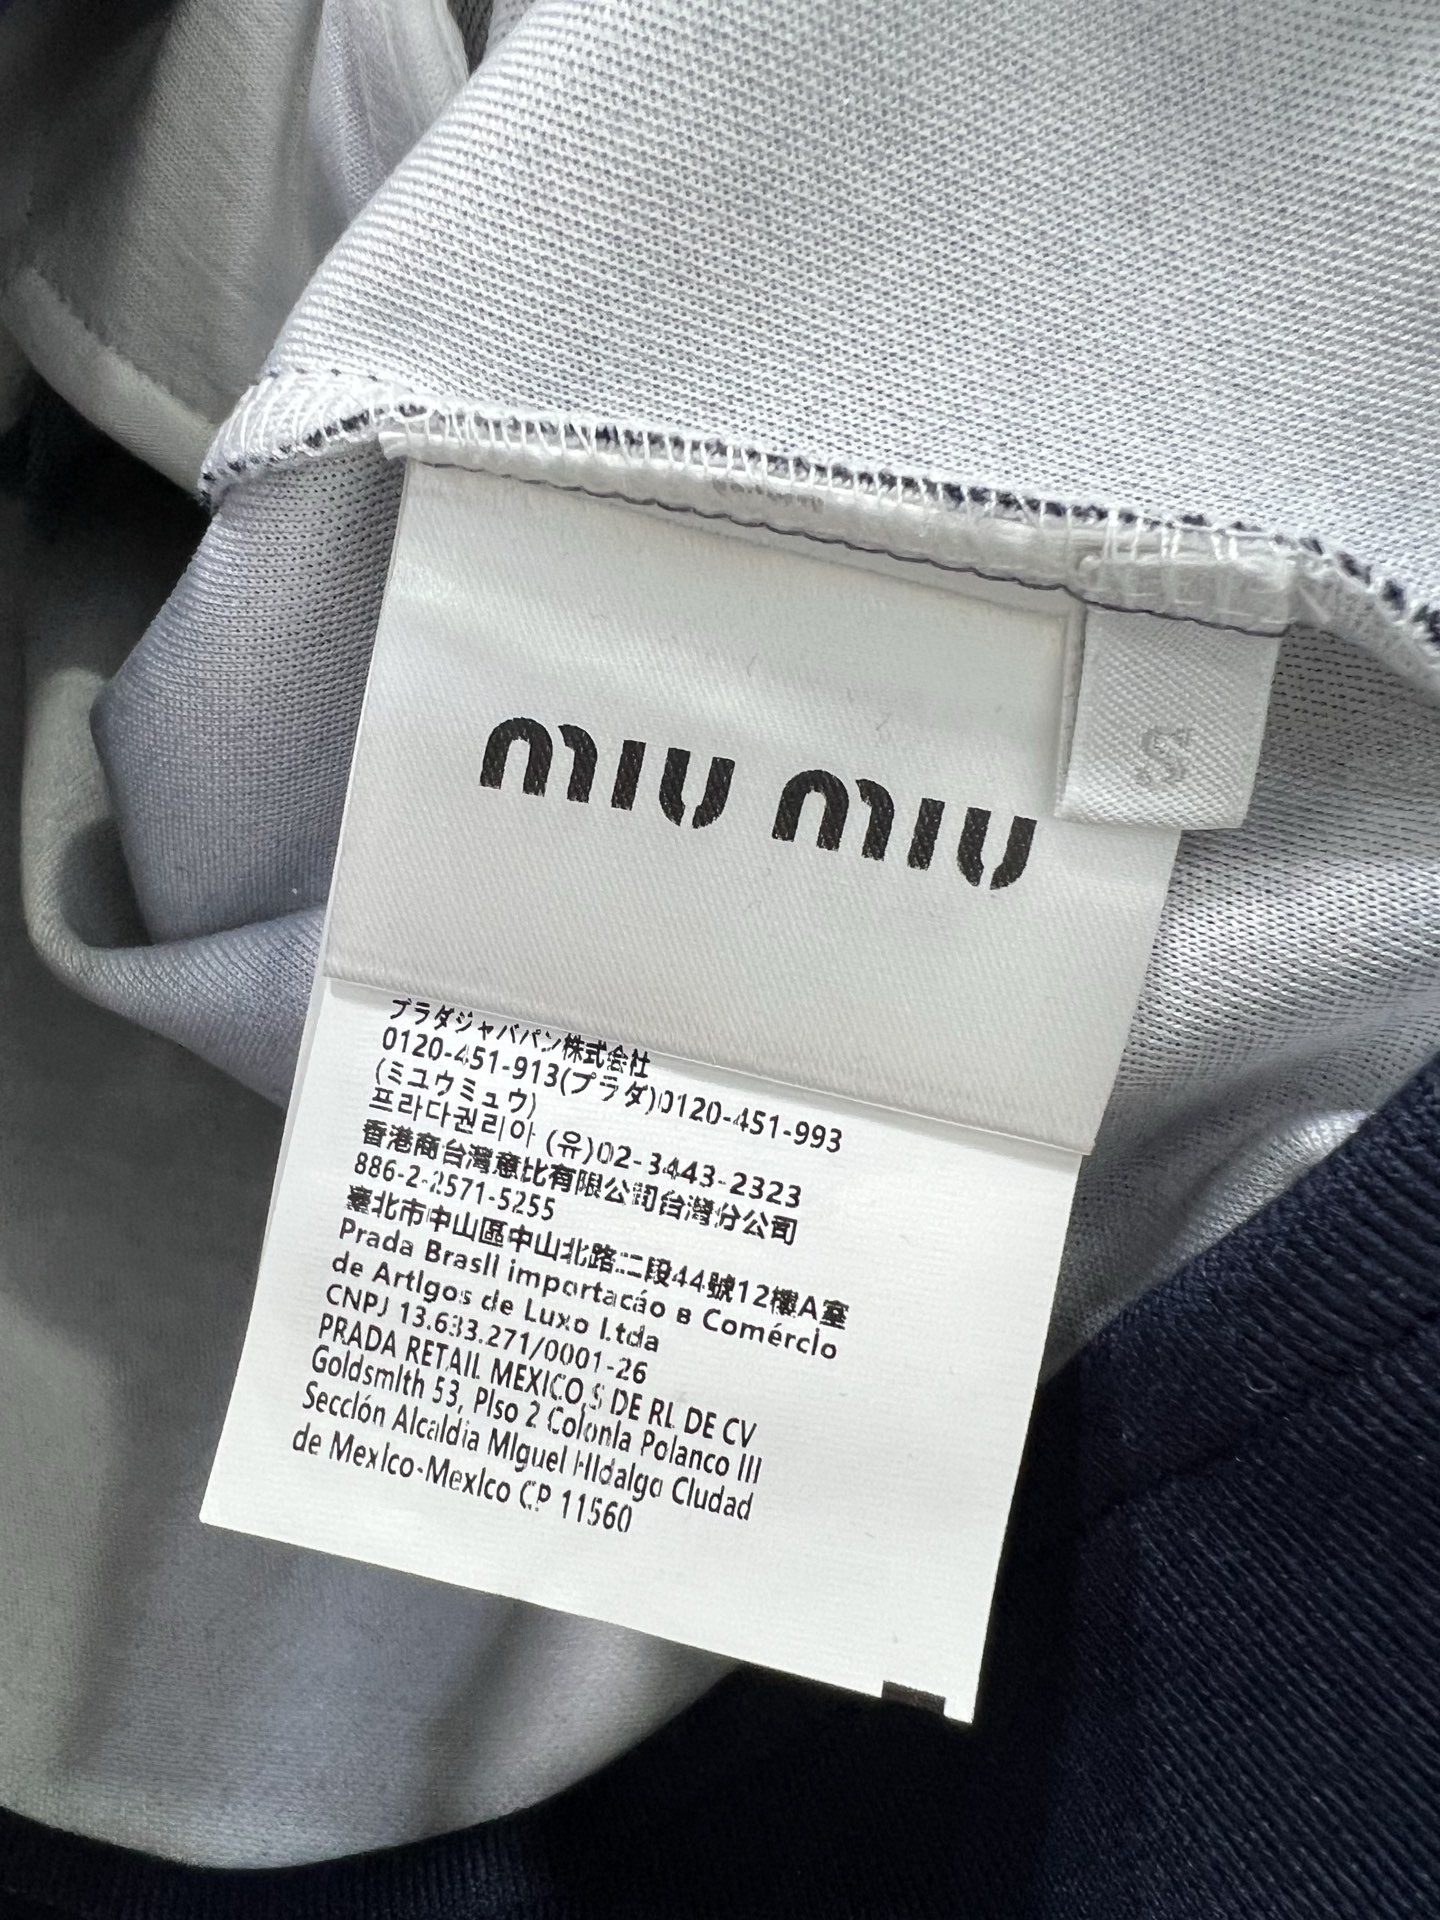 miu miu
S
プラダジャパパン株式会社
0120-451-913(プラダ)0120-451-993
(ミユウミュウ)
프라다권리아 (유)02-3443-2323
香港商台灣意比有限公司台灣分公司
886-2-2571-5255
臺北市中山區中山北路二段44號12樓A室
Prada Brasll importacáo e Comérclo
de Artlgos de Luxo Ltda
CNPJ 13.633.271/0001-26
PRADA RETAIL MEXICO,S DE RL DE CV
Goldsmlth 53, Plso 2 Colonla Polanco III
Sección Alcaldia Mlguel Hldalgo Cludad
de Mexlco-Mexlco CP 11560